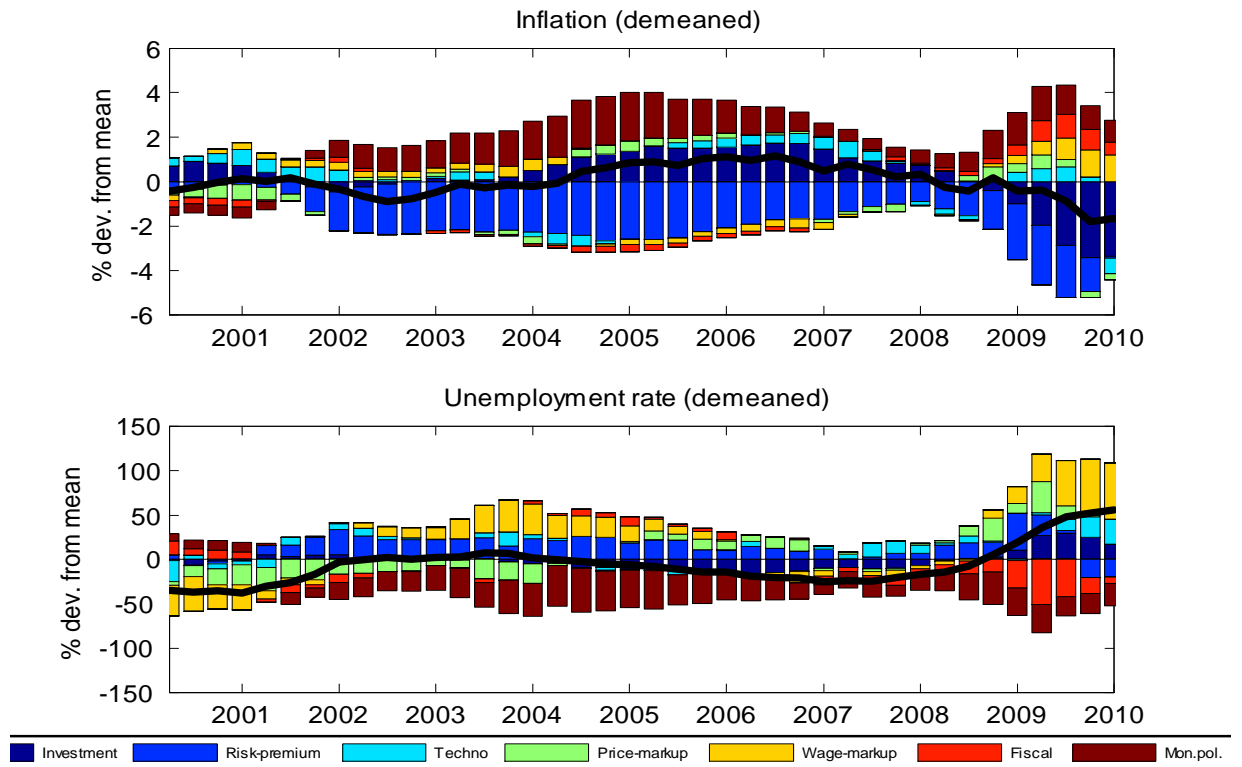 Inflation (demeaned)
% dev. from mean
6
4
2
0
-2
-4
-6
2001 2002 2003 2004 2005 2006 2007 2008 2009 2010
Unemployment rate (demeaned)
% dev. from mean
150
100
50
0
-50
-100
-150
2001 2002 2003 2004 2005 2006 2007 2008 2009 2010
Investment Risk-premium Techno Price-markup Wage-markup Fiscal Mon.pol.